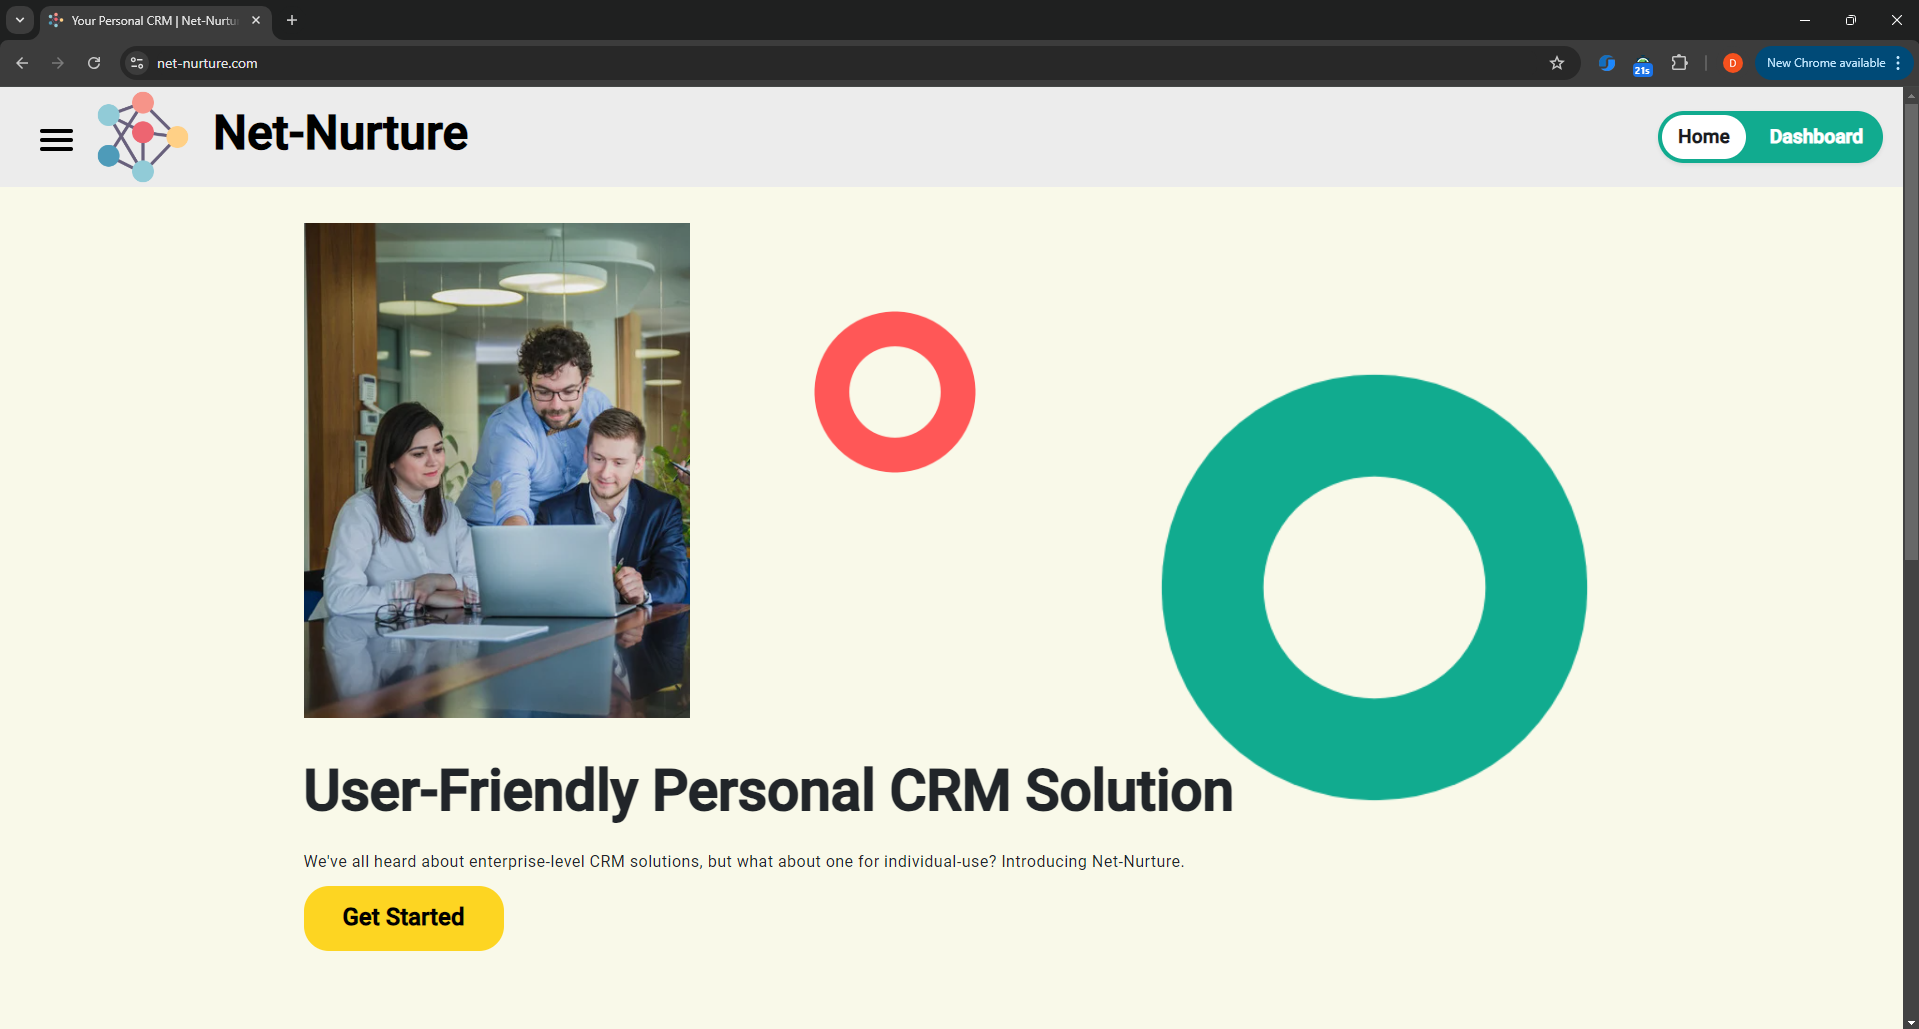 Your Personal CRM | Net-Nurtu
net-nurture.com
21s
D
New Chrome available
Net-Nurture
Home
Dashboard
User-Friendly Personal CRM Solution
We've all heard about enterprise-level CRM solutions, but what about one for individual-use? Introducing Net-Nurture.
Get Started